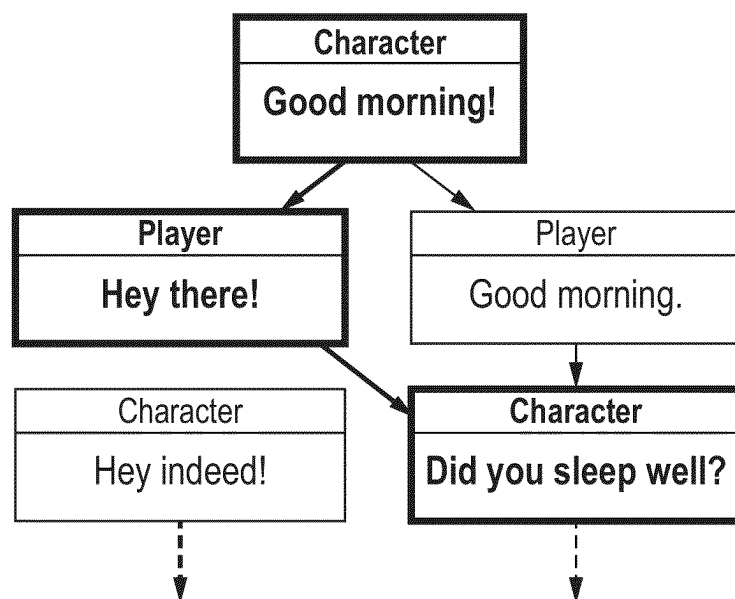 Character
Good morning!
Player
Hey there!
Player
Good morning.
Character
Hey indeed!
Character
Did you sleep well?